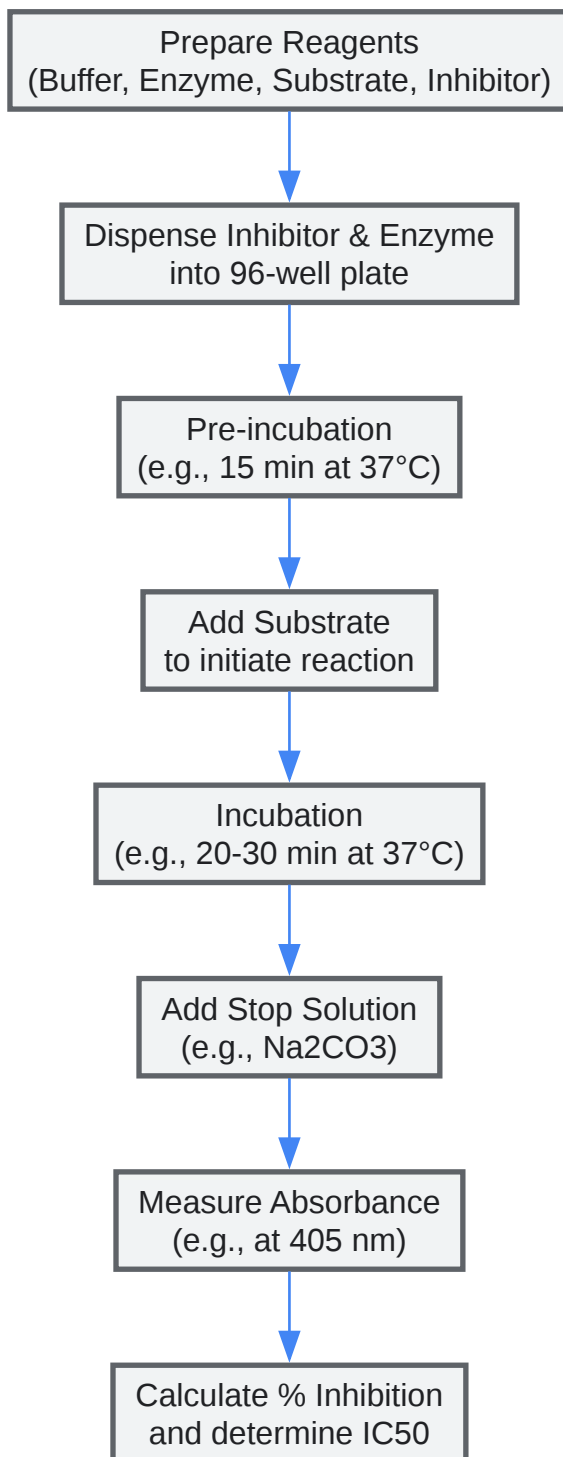 Prepare Reagents
(Buffer, Enzyme, Substrate, Inhibitor)
Dispense Inhibitor & Enzyme
into 96-well plate
Pre-incubation
(e.g., 15 min at 37°C)
Add Substrate
to initiate reaction
Incubation
(e.g., 20-30 min at 37°C)
Add Stop Solution
(e.g., Na2CO3)
Measure Absorbance
(e.g., at 405 nm)
Calculate % Inhibition
and determine IC50